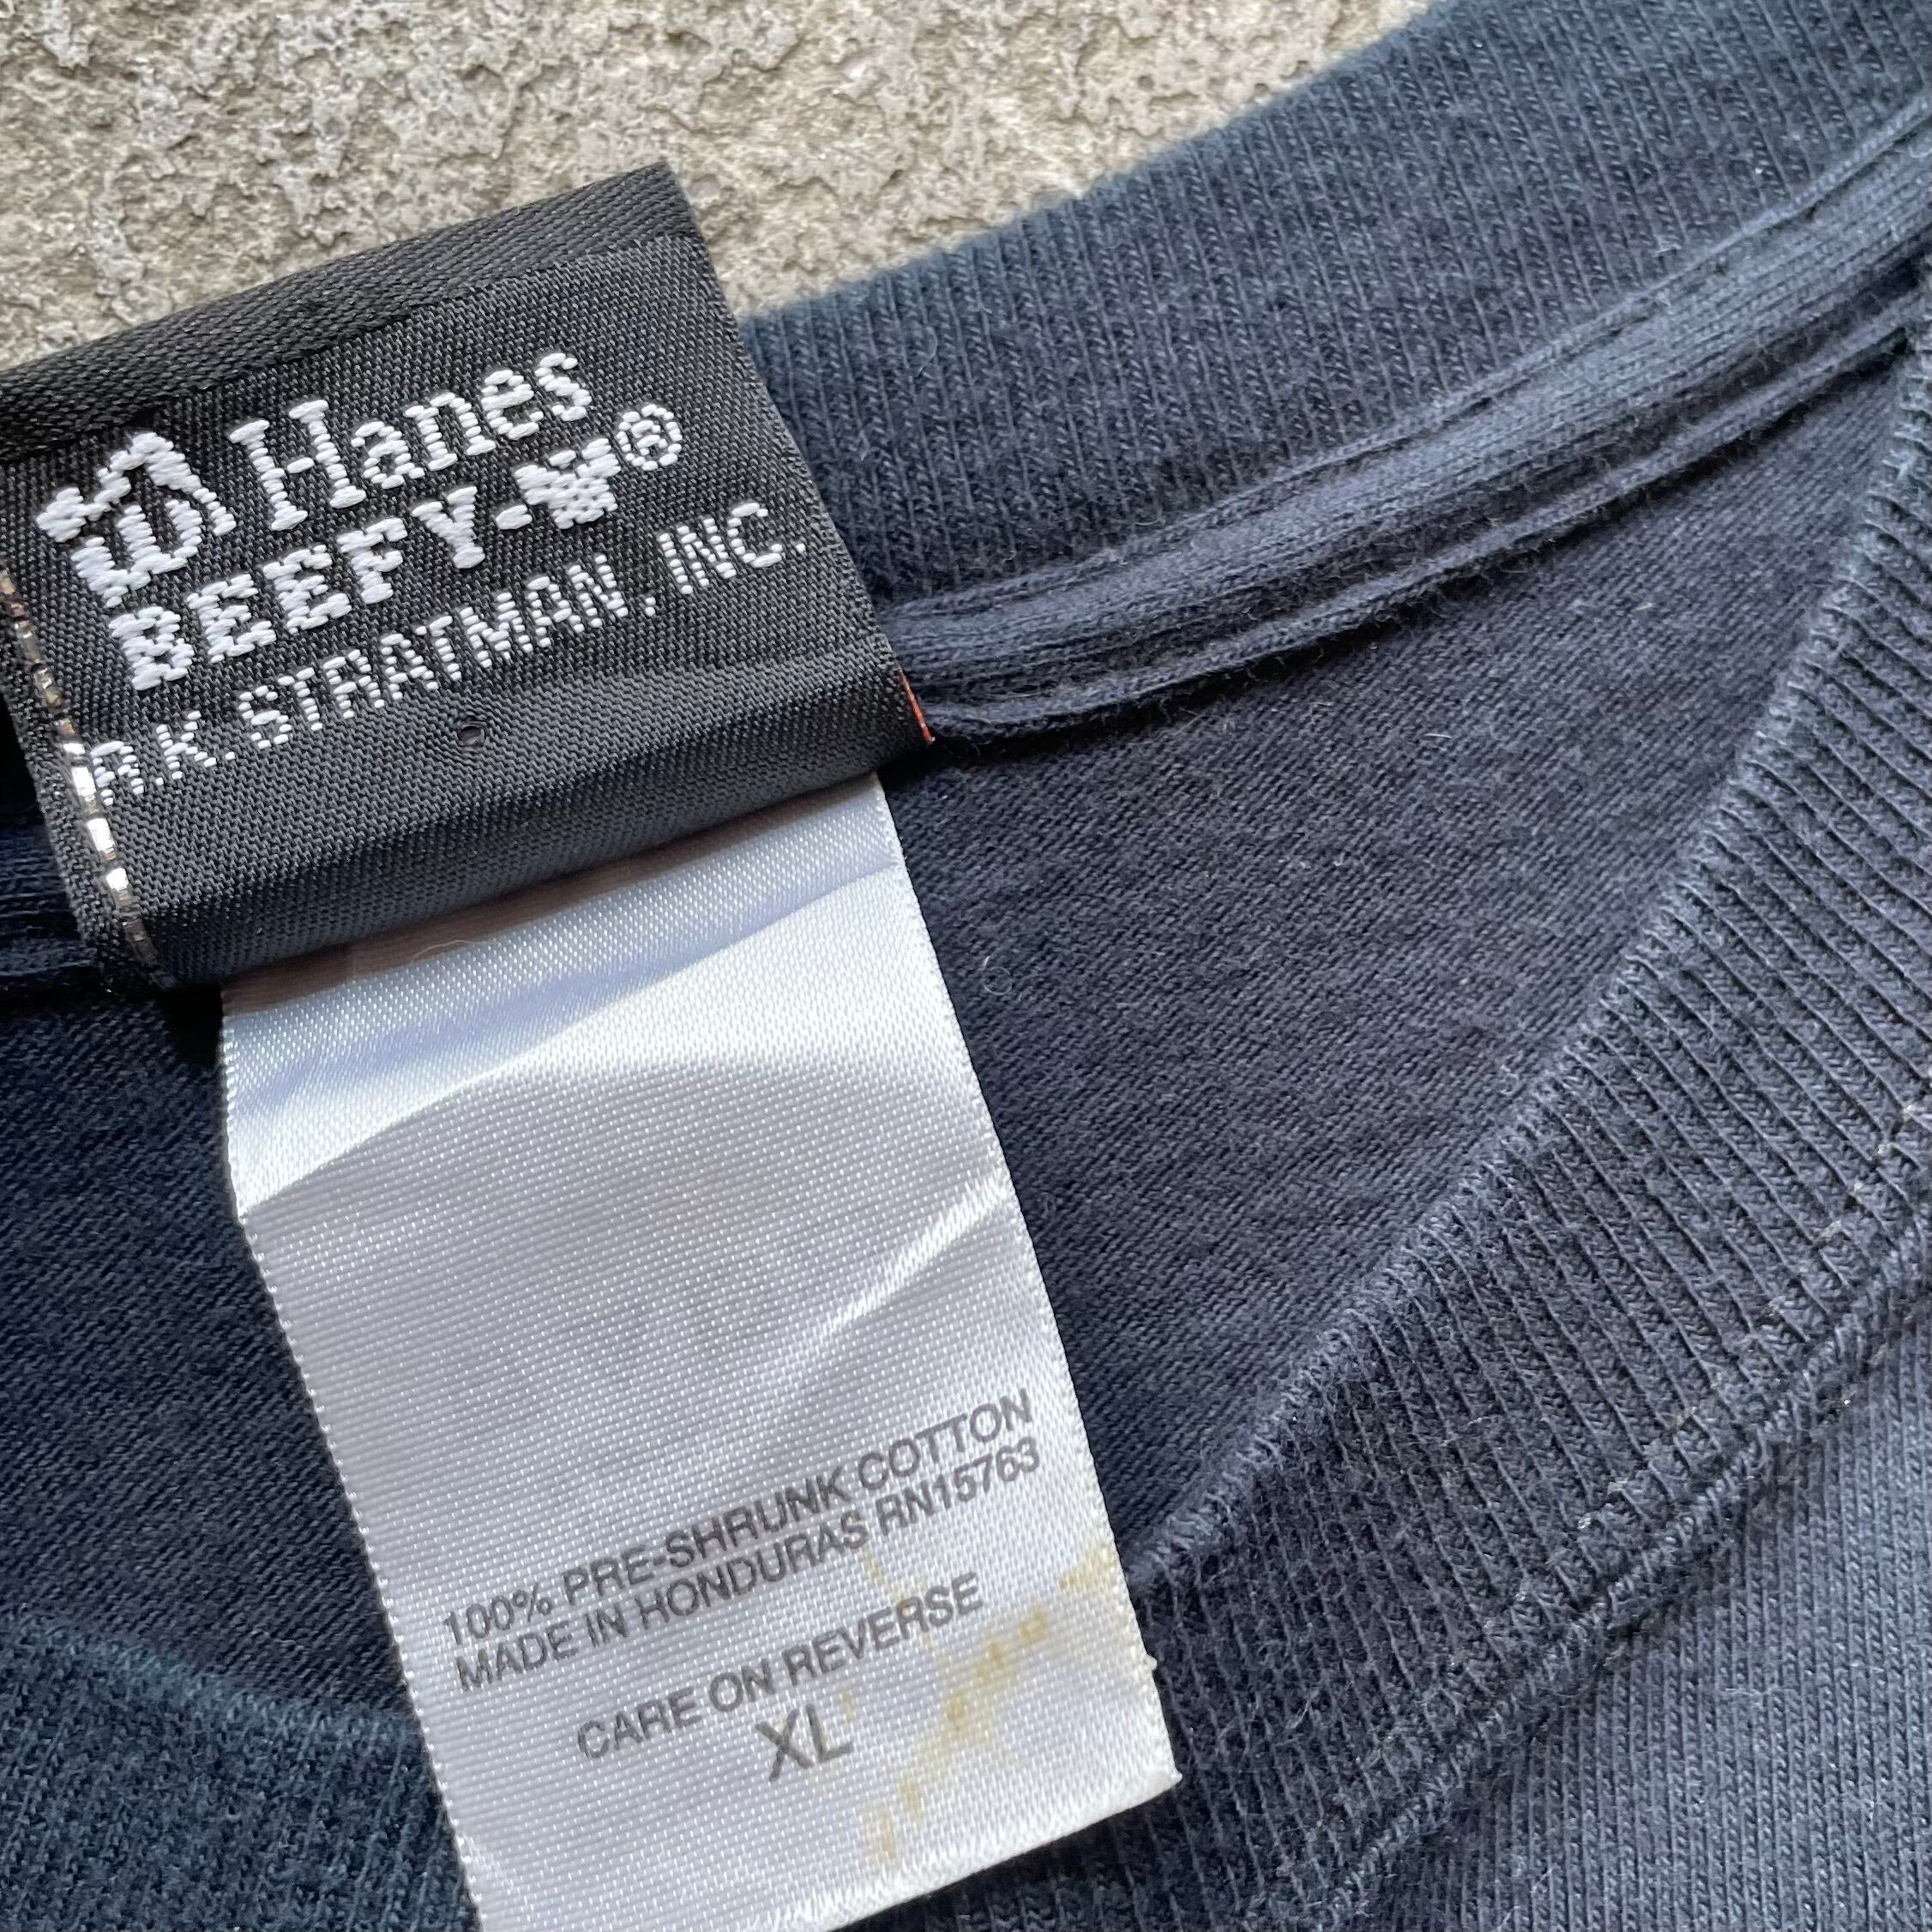 Hanes
BEEFY-T®
R.K. STRATMAN, INC.
100% PRE-SHRUNK COTTON
MADE IN HONDURAS RN15763
CARE ON REVERSE
XL